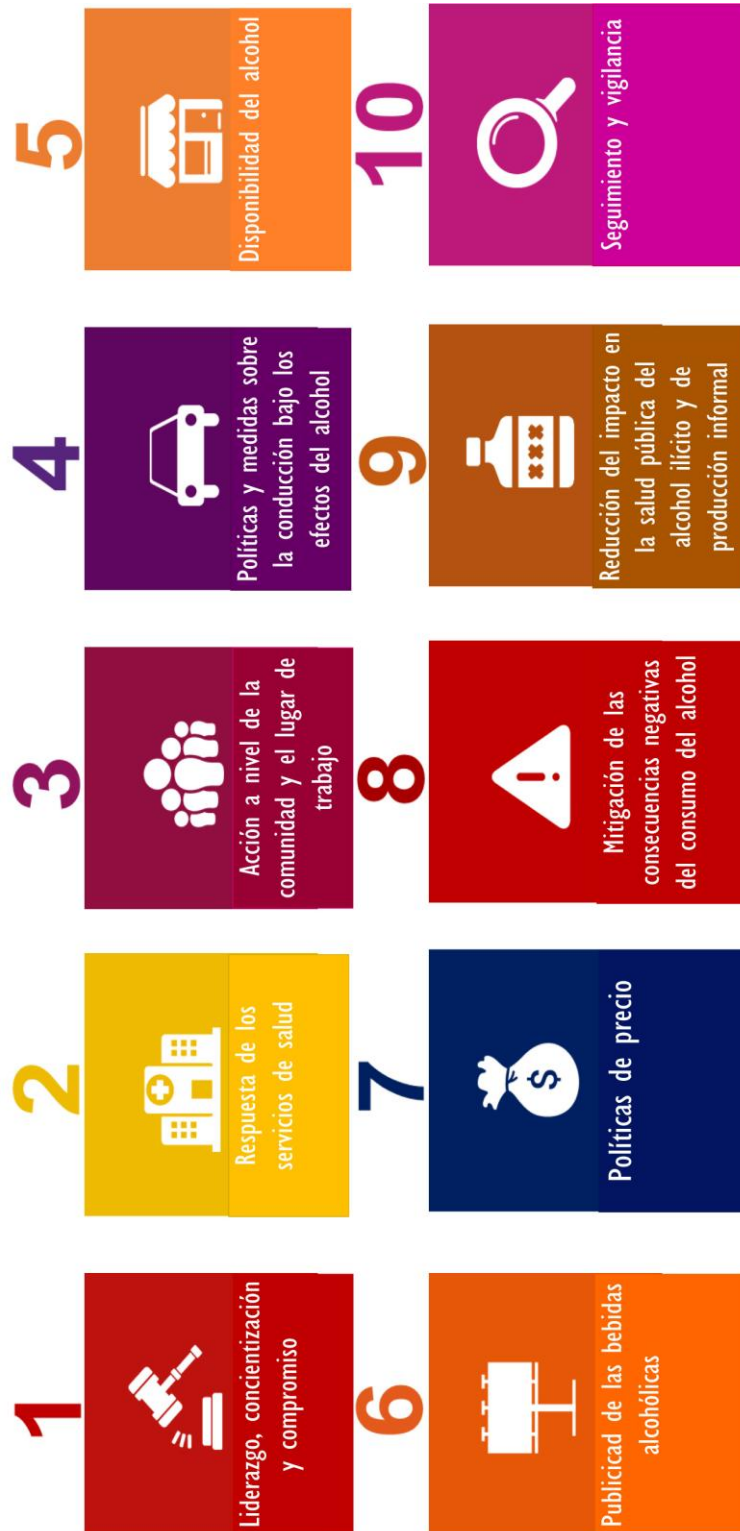 1
Liderazgo, concientización
y compromiso
2
Respuesta de los
servicios de salud
3
Acción a nivel de la
comunidad y el lugar de
trabajo
4
Políticas y medidas sobre
la conducción bajo los
efectos del alcohol
5
Disponibilidad del alcohol
6
Publicicad de las bebidas
alcohólicas
7
$
Políticas de precio
8
!
Mitigación de las
consecuencias negativas
del consumo del alcohol
9
xxx
Reducción del impacto en
la salud pública del
alcohol ilícito y de
producción informal
10
Seguimiento y vigilancia